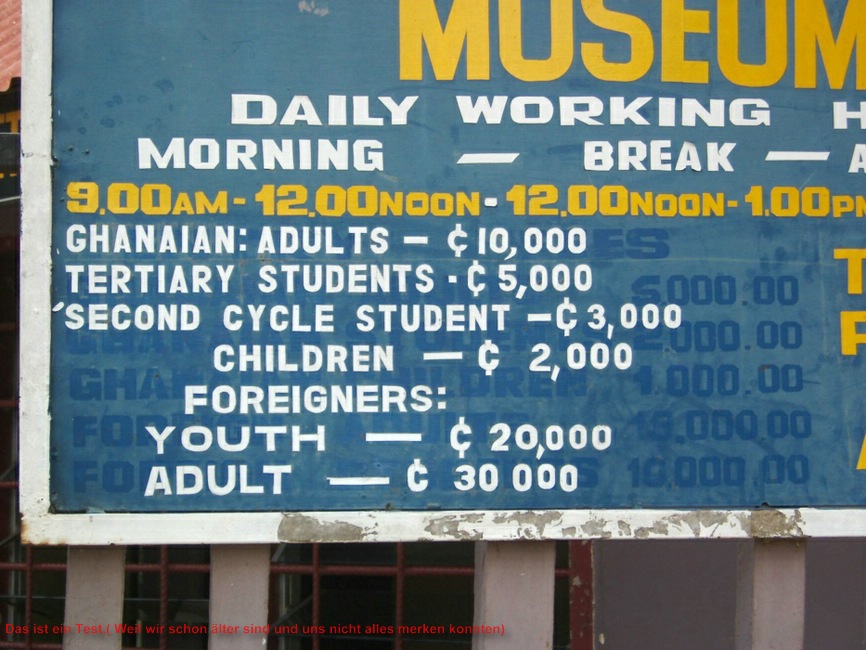 MUSEUM
DAILY WORKING H
MORNING — BREAK — A
9.00AM - 12.00NOON - 12.00NOON - 1.00PM
GHANAIAN: ADULTS — ₵ 10,000
TERTIARY STUDENTS - ₵ 5,000
SECOND CYCLE STUDENT — ₵ 3,000
CHILDREN — ₵ 2,000
FOREIGNERS:
YOUTH — ₵ 20,000
ADULT — ₵ 30 000
Das ist ein Test.( Weil wir schon älter sind und uns nicht alles merken konnten)